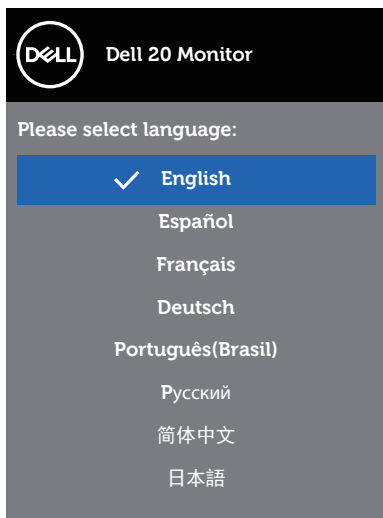 DELL
Dell 20 Monitor
Please select language:
English
Español
Français
Deutsch
Português(Brasil)
Русский
简体中文
日本語